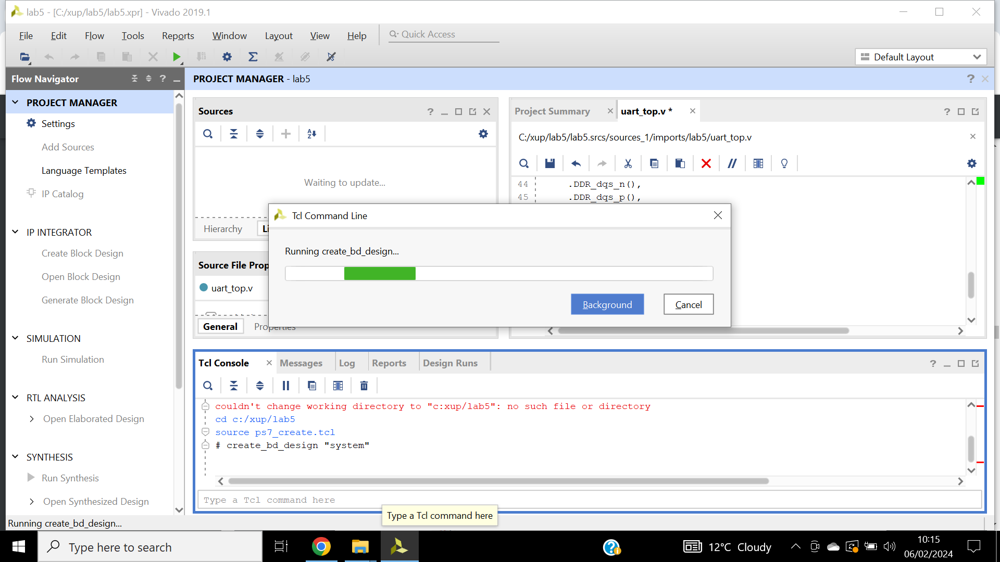 lab5 - [C:/xup/lab5/lab5.xpr] - Vivado 2019.1
File Edit Flow Tools Reports Window Layout View Help Quick Access
Default Layout
Flow Navigator
PROJECT MANAGER - lab5
PROJECT MANAGER
Settings
Add Sources
Language Templates
IP Catalog
IP INTEGRATOR
Create Block Design
Open Block Design
Generate Block Design
SIMULATION
Run Simulation
RTL ANALYSIS
Open Elaborated Design
SYNTHESIS
Run Synthesis
Open Synthesized Design
Sources
Waiting to update...
Hierarchy
Source File Prop
uart_top.v
General Properties
Project Summary uart_top.v *
C:/xup/lab5/lab5.srcs/sources_1/imports/lab5/uart_top.v
44 .DDR_dqs_n(),
45 .DDR_dqs_p(),
Tcl Command Line
Running create_bd_design...
Background Cancel
Tcl Console Messages Log Reports Design Runs
couldn't change working directory to "c:xup/lab5": no such file or directory
cd c:/xup/lab5
source ps7_create.tcl
# create_bd_design "system"
Type a Tcl command here
Type a Tcl command here
Running create_bd_design...
Type here to search
12°C Cloudy
10:15
06/02/2024